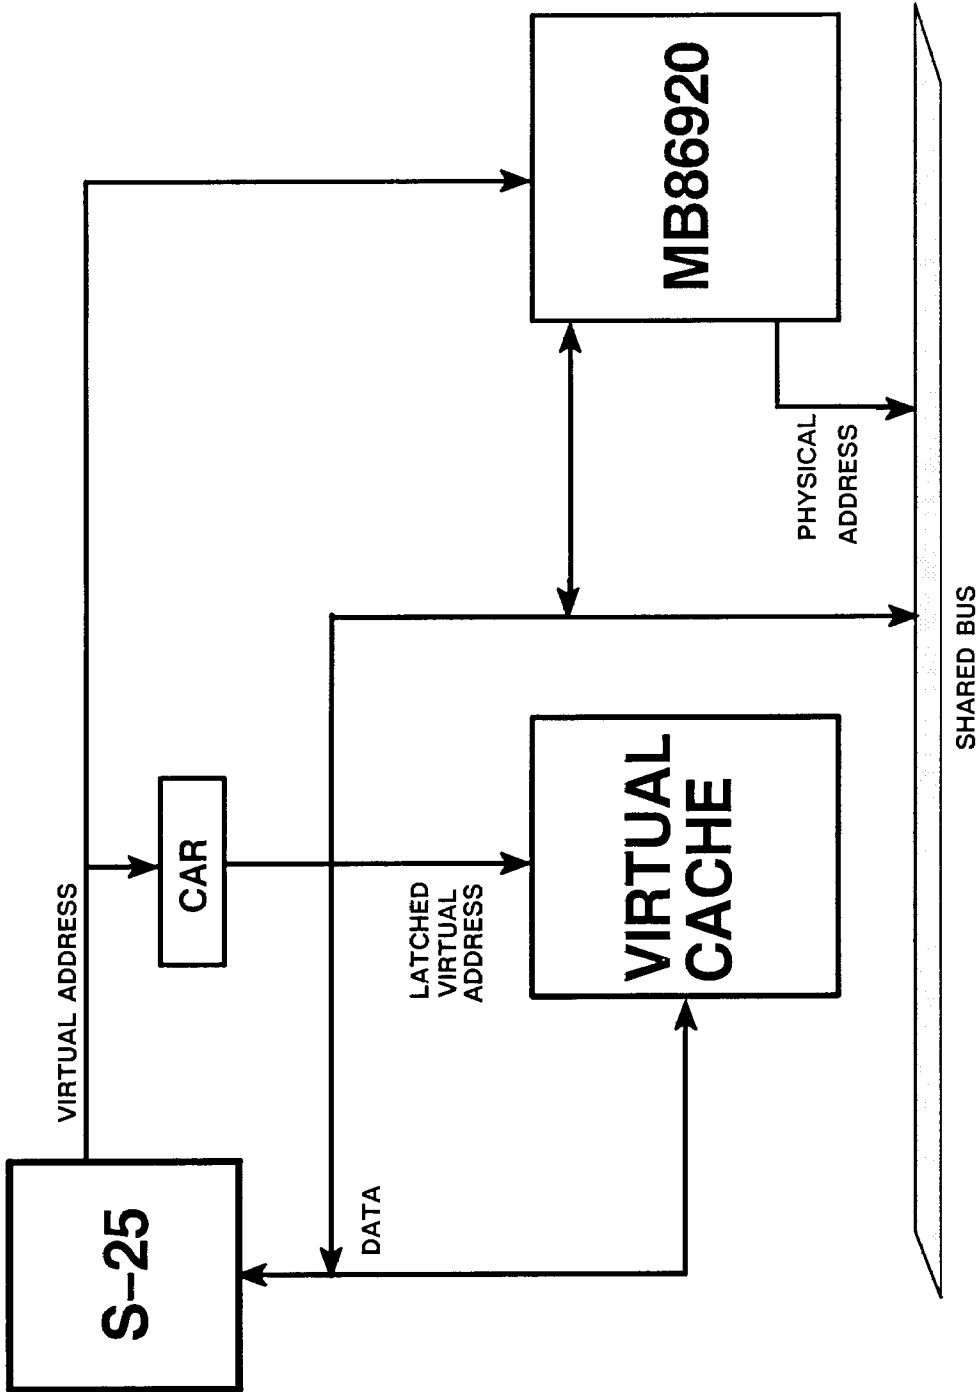 S–25
VIRTUAL ADDRESS
CAR
MB86920
DATA
LATCHED
VIRTUAL
ADDRESS
VIRTUAL
CACHE
PHYSICAL
ADDRESS
SHARED BUS